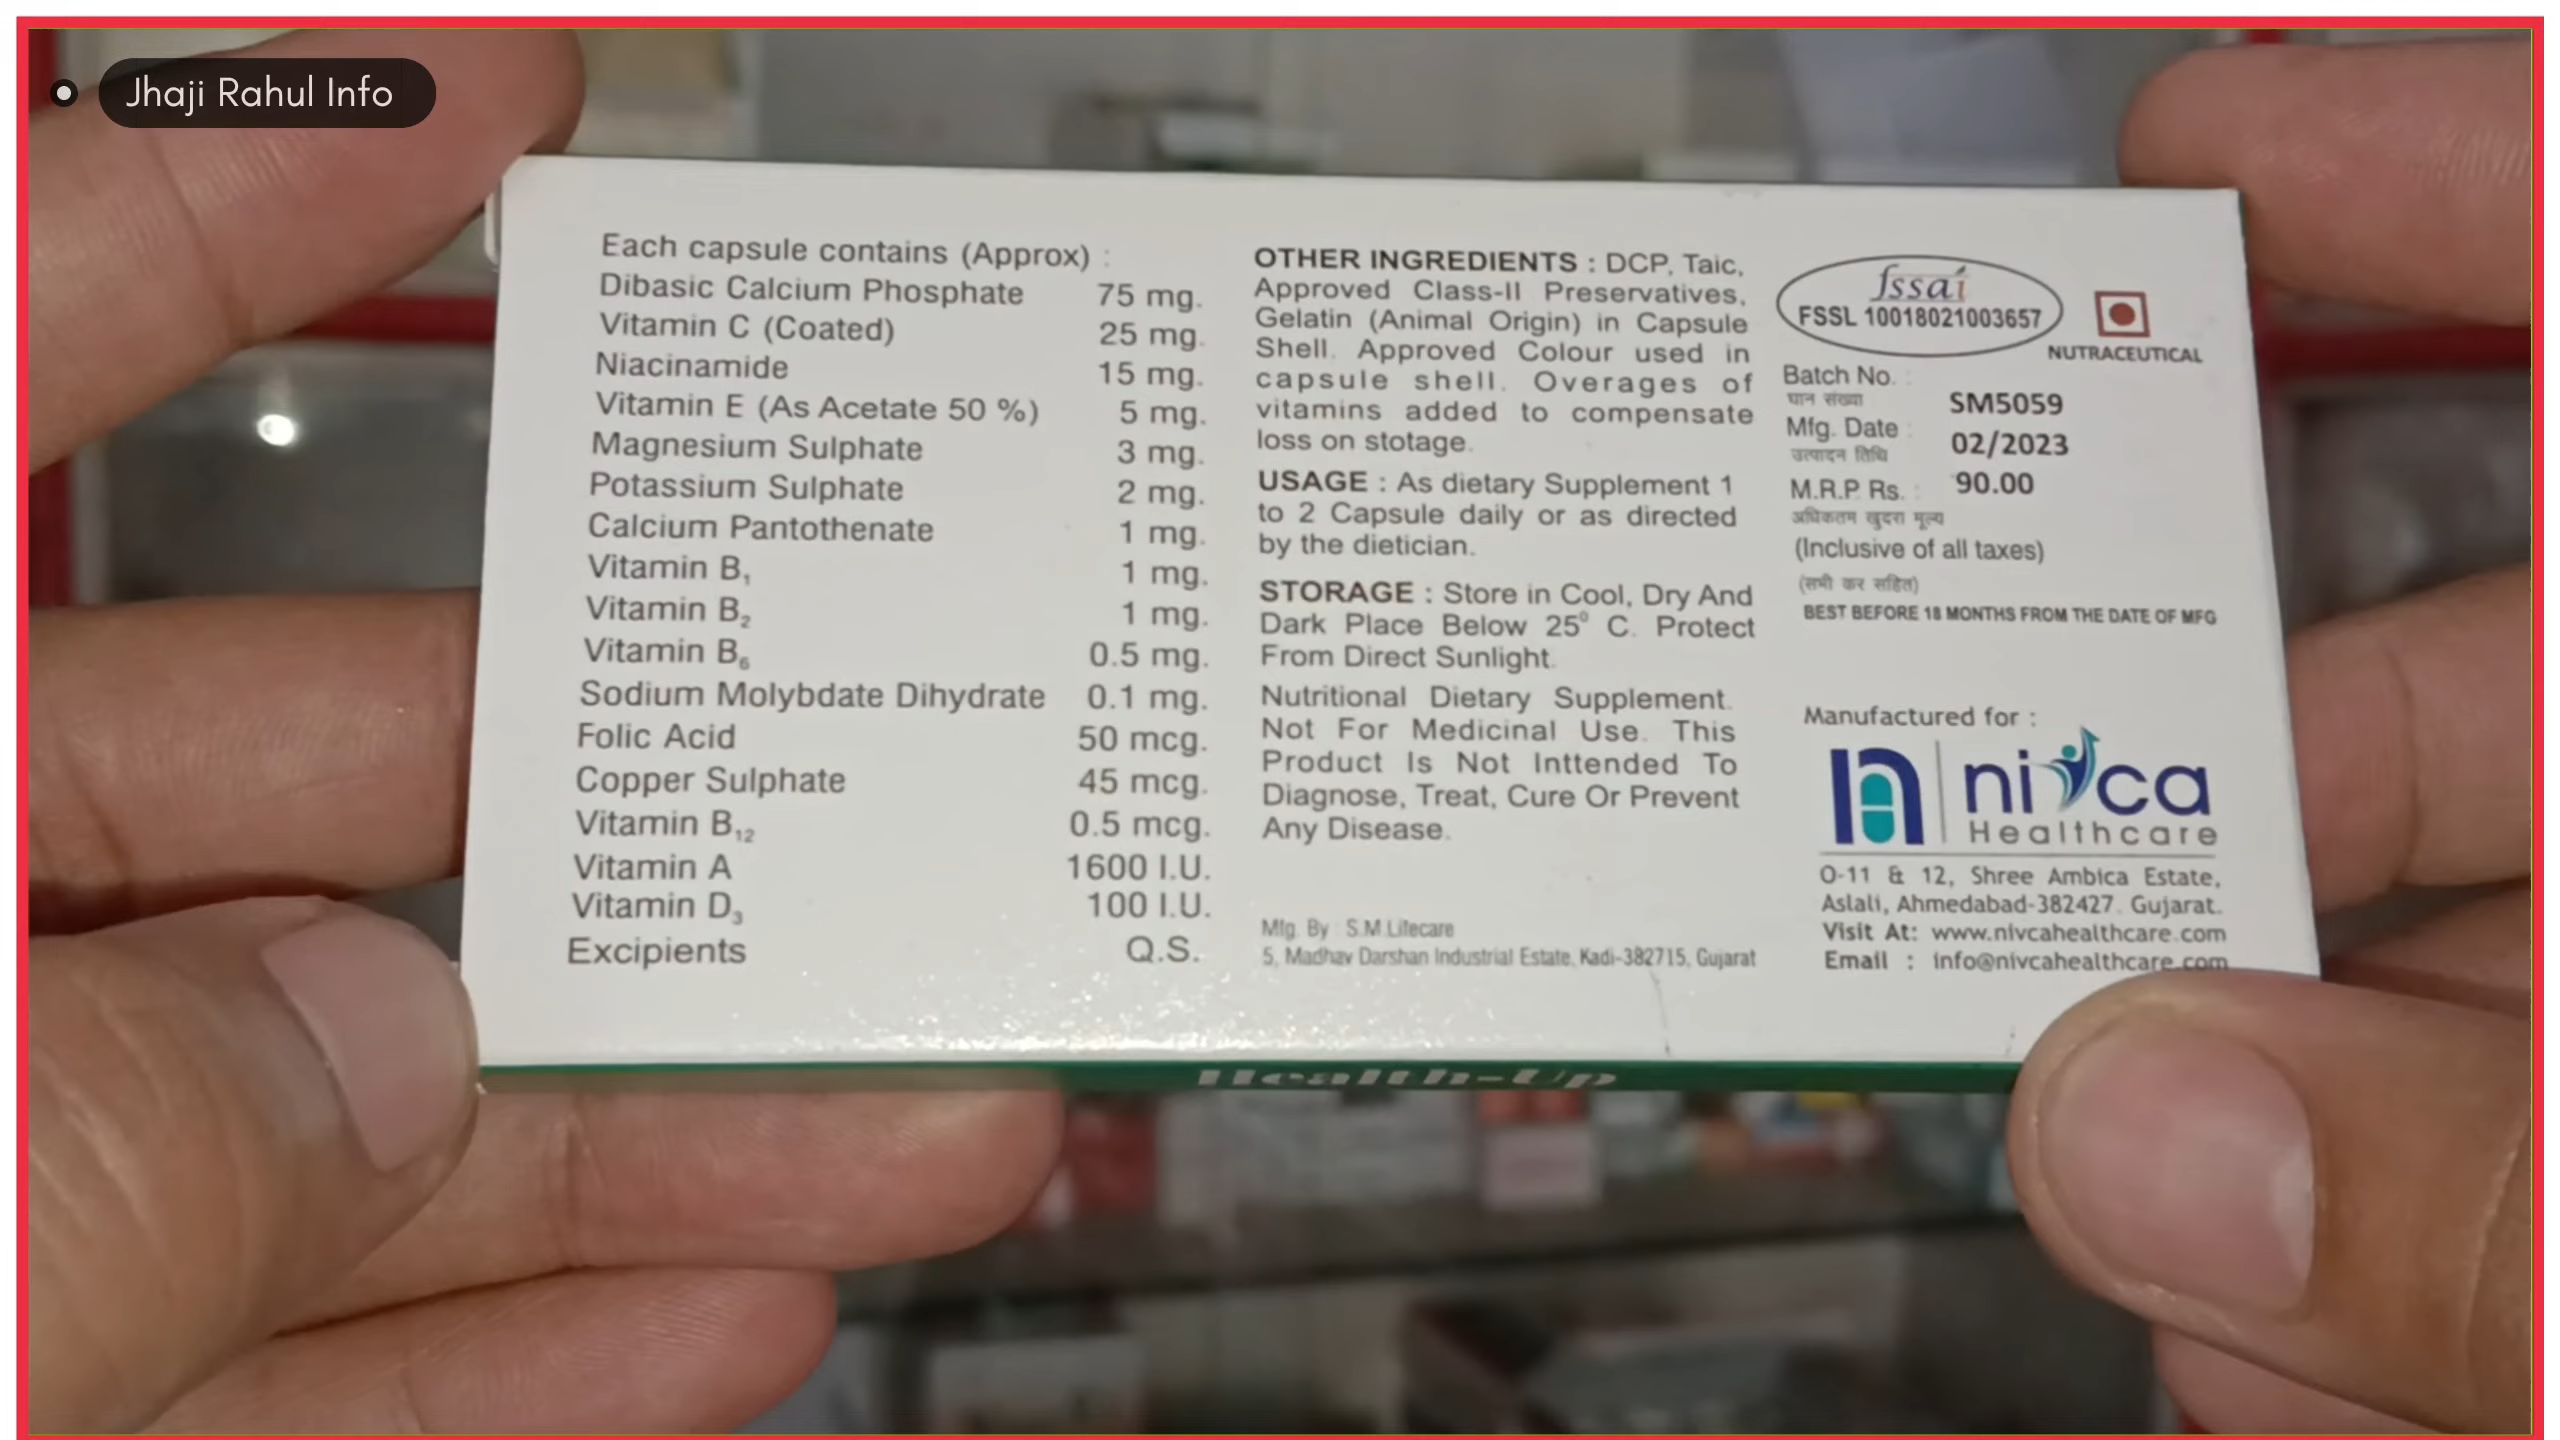 Jhaji Rahul Info
Each capsule contains (Approx) :
Dibasic Calcium Phosphate 75 mg.
Vitamin C (Coated) 25 mg.
Niacinamide 15 mg.
Vitamin E (As Acetate 50 %) 5 mg.
Magnesium Sulphate 3 mg.
Potassium Sulphate 2 mg.
Calcium Pantothenate 1 mg.
Vitamin B₁ 1 mg.
Vitamin B₂ 1 mg.
Vitamin B₆ 0.5 mg.
Sodium Molybdate Dihydrate 0.1 mg.
Folic Acid 50 mcg.
Copper Sulphate 45 mcg.
Vitamin B₁₂ 0.5 mcg.
Vitamin A 1600 I.U.
Vitamin D₃ 100 I.U.
Excipients Q.S.
OTHER INGREDIENTS : DCP, Taic,
Approved Class-II Preservatives,
Gelatin (Animal Origin) in Capsule
Shell. Approved Colour used in
capsule shell. Overages of
vitamins added to compensate
loss on stotage.
USAGE : As dietary Supplement 1
to 2 Capsule daily or as directed
by the dietician.
STORAGE : Store in Cool, Dry And
Dark Place Below 25° C. Protect
From Direct Sunlight.
Nutritional Dietary Supplement.
Not For Medicinal Use. This
Product Is Not Inttended To
Diagnose, Treat, Cure Or Prevent
Any Disease.
Mfg. By : S.M.Lifecare
5, Madhav Darshan Industrial Estate, Kadi-382715, Gujarat
fssai
FSSL 10018021003657
NUTRACEUTICAL
Batch No. :
घान संख्या
SM5059
Mfg. Date :
उत्पादन तिथि
02/2023
M.R.P Rs. : 90.00
अधिकतम खुदरा मूल्य
(Inclusive of all taxes)
(सभी कर सहित)
BEST BEFORE 18 MONTHS FROM THE DATE OF MFG
Manufactured for :
nivca
Healthcare
O-11 & 12, Shree Ambica Estate,
Aslali, Ahmedabad-382427. Gujarat.
Visit At: www.nivcahealthcare.com
Email : info@nivcahealthcare.com
Health-Up